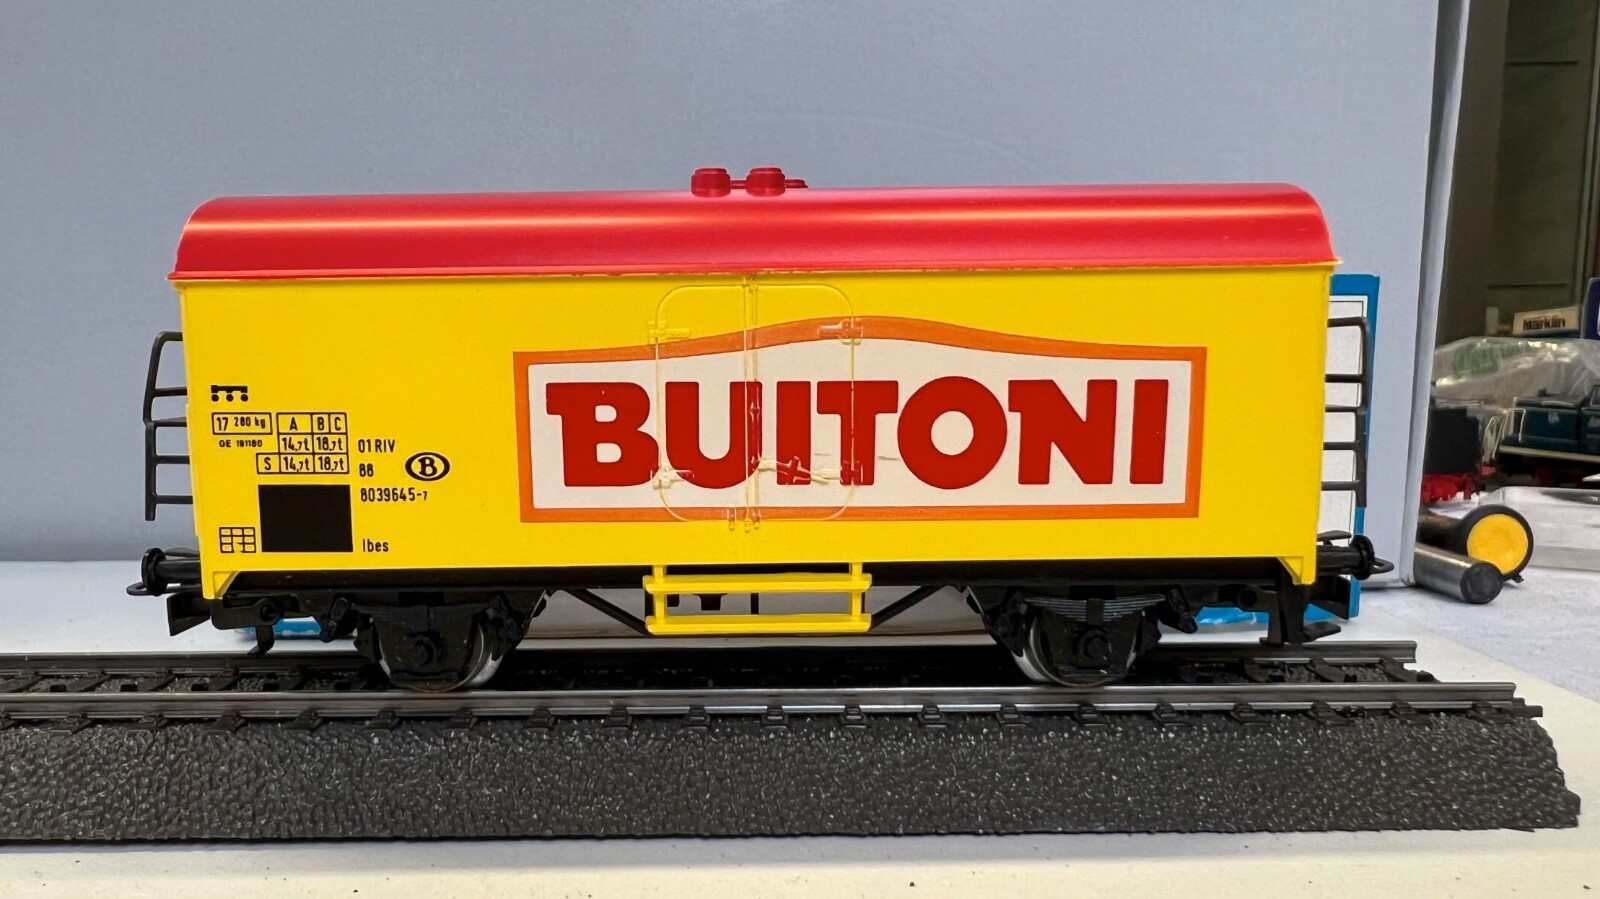 BUITONI
17 280 kg A B C
GE 191180 14,7t 18,7t 01 RIV
S 14,7t 18,7t 88 B
8039645-7
Ibes
Märklin